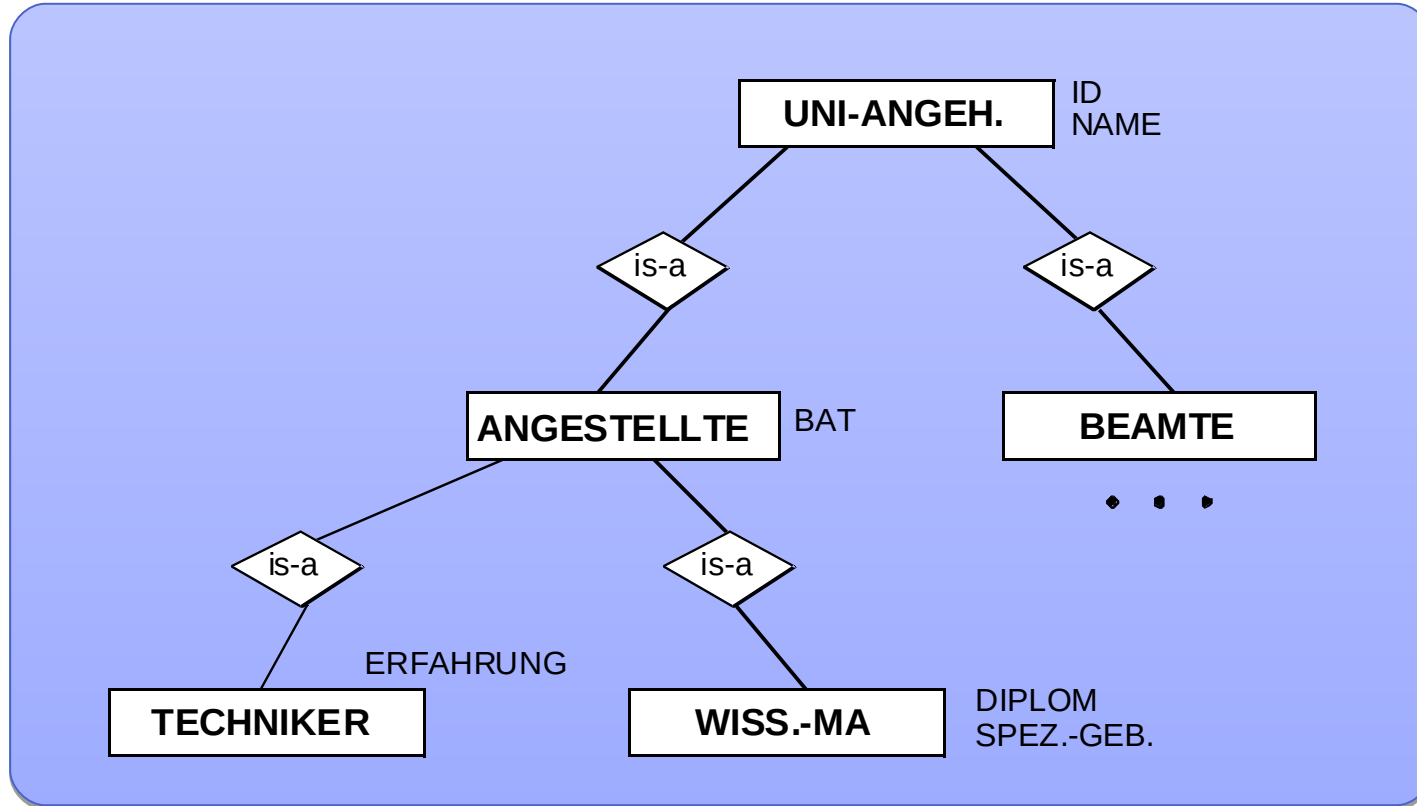 UNI-ANGEH.
ID
NAME
is-a
is-a
ANGESTELLTE
BAT
BEAMTE
is-a
is-a
ERFAHRUNG
TECHNIKER
WISS.-MA
DIPLOM
SPEZ.-GEB.